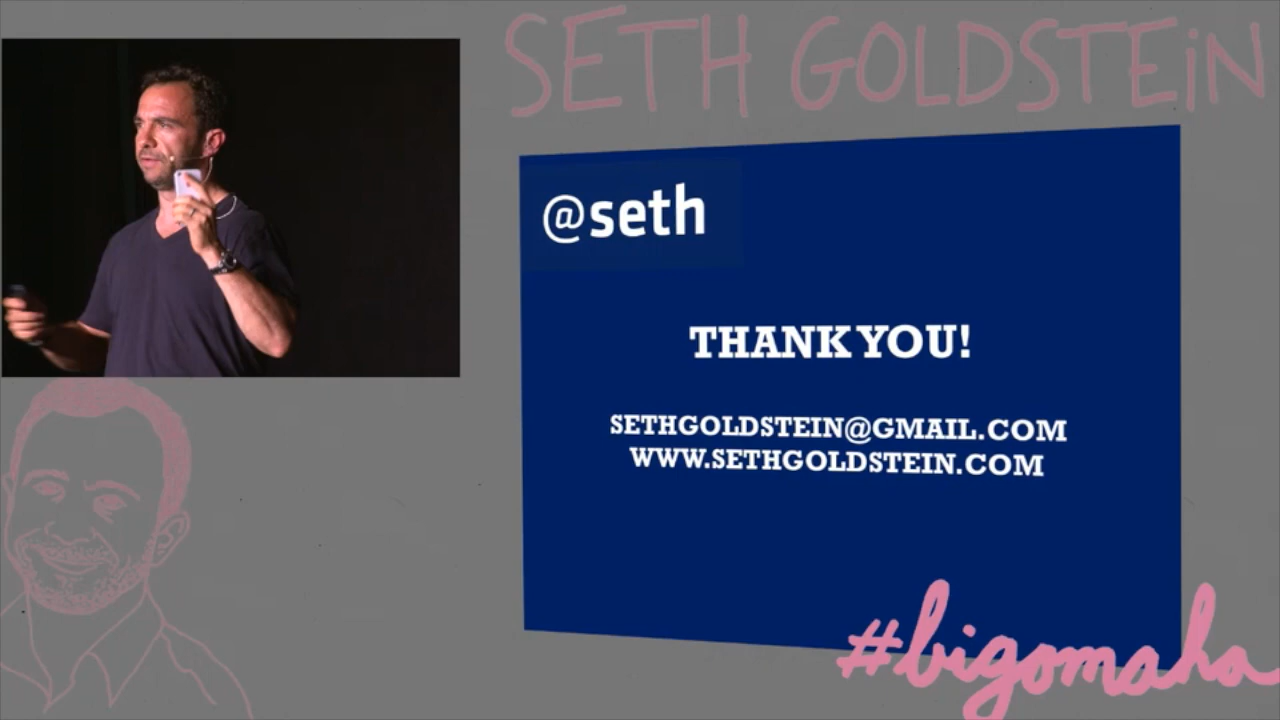 SETH GOLDSTEiN
@seth
THANK YOU!
SETHGOLDSTEIN@GMAIL.COM
WWW.SETHGOLDSTEIN.COM
#bigomaha